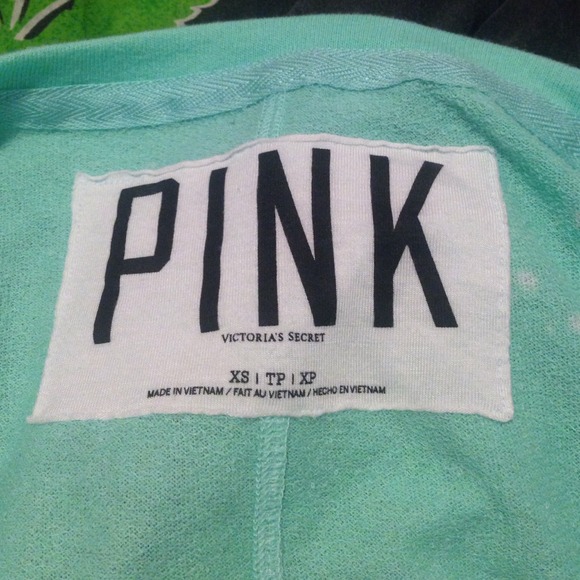 PINK
VICTORIA'S SECRET
XS | TP | XP
MADE IN VIETNAM / FAIT AU VIETNAM / HECHO EN VIETNAM